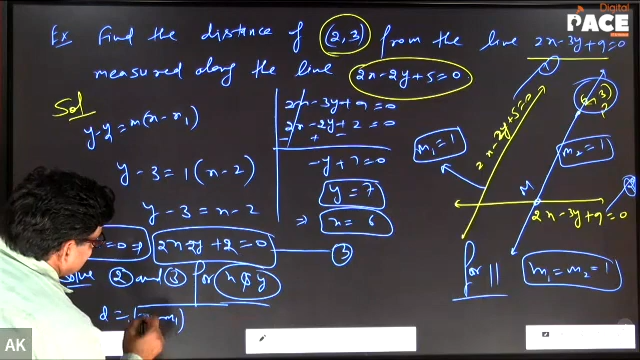 Digital
PACE
Ex Find the distance of (2,3) from the line 2x-3y+9=0
measured along the line 2x-2y+5=0
Sol
y-y₂=m(x-x₁)
y-3=1(x-2)
y-3=x-2
=0 ⇒ 2x-2y+2=0 ③
Solve ② and ③ for x & y
d=
2x-3y+9=0
2x-2y+2=0
- + -
-y+7=0
y=7
⇒ x=6
m₁=1
2x-2y+5=0
(2,3)
m₂=1
M
2x-3y+9=0
for ||
m₁=m₂=1
AK